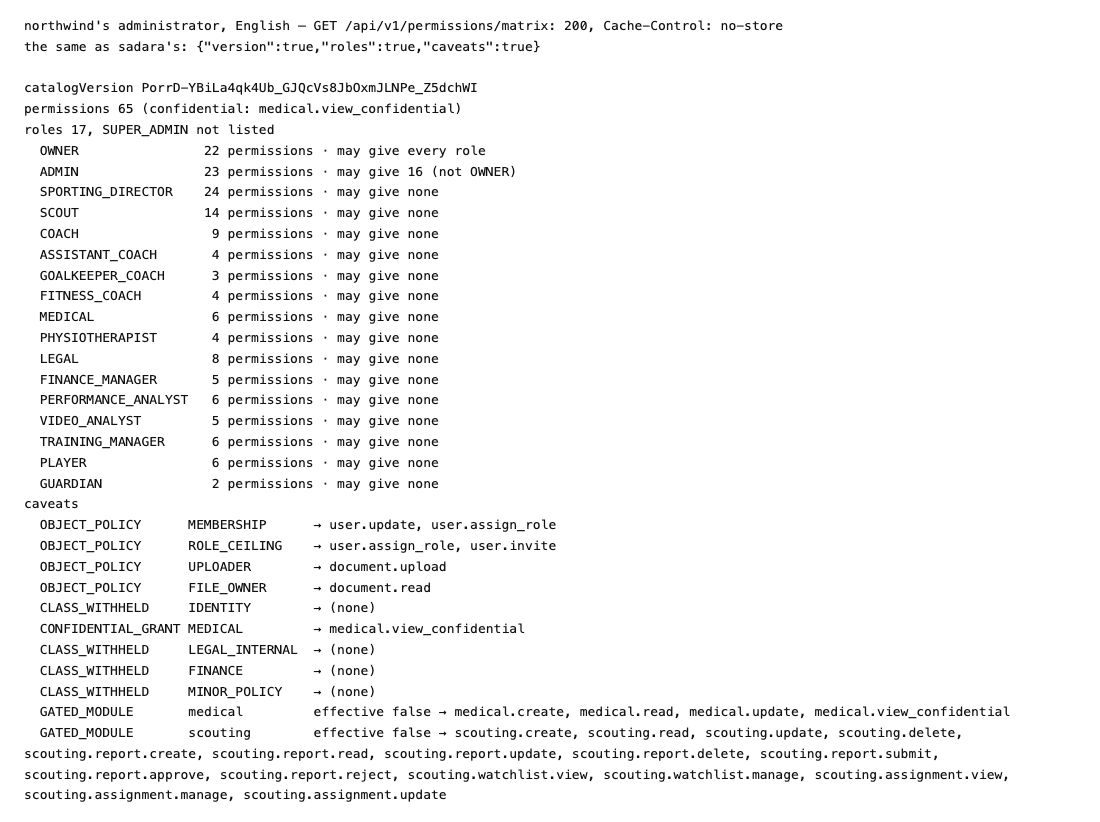 northwind's administrator, English — GET /api/v1/permissions/matrix: 200, Cache-Control: no-store
the same as sadara's: {"version":true,"roles":true,"caveats":true}
catalogVersion PorrD-YBiLa4qk4Ub_GJQcVs8JbOxmJLNPe_Z5dchWI
permissions 65 (confidential: medical.view_confidential)
roles 17, SUPER_ADMIN not listed
OWNER 22 permissions · may give every role
ADMIN 23 permissions · may give 16 (not OWNER)
SPORTING_DIRECTOR 24 permissions · may give none
SCOUT 14 permissions · may give none
COACH 9 permissions · may give none
ASSISTANT_COACH 4 permissions · may give none
GOALKEEPER_COACH 3 permissions · may give none
FITNESS_COACH 4 permissions · may give none
MEDICAL 6 permissions · may give none
PHYSIOTHERAPIST 4 permissions · may give none
LEGAL 8 permissions · may give none
FINANCE_MANAGER 5 permissions · may give none
PERFORMANCE_ANALYST 6 permissions · may give none
VIDEO_ANALYST 5 permissions · may give none
TRAINING_MANAGER 6 permissions · may give none
PLAYER 6 permissions · may give none
GUARDIAN 2 permissions · may give none
caveats
OBJECT_POLICY MEMBERSHIP → user.update, user.assign_role
OBJECT_POLICY ROLE_CEILING → user.assign_role, user.invite
OBJECT_POLICY UPLOADER → document.upload
OBJECT_POLICY FILE_OWNER → document.read
CLASS_WITHHELD IDENTITY → (none)
CONFIDENTIAL_GRANT MEDICAL → medical.view_confidential
CLASS_WITHHELD LEGAL_INTERNAL → (none)
CLASS_WITHHELD FINANCE → (none)
CLASS_WITHHELD MINOR_POLICY → (none)
GATED_MODULE medical effective false → medical.create, medical.read, medical.update, medical.view_confidential
GATED_MODULE scouting effective false → scouting.create, scouting.read, scouting.update, scouting.delete,
scouting.report.create, scouting.report.read, scouting.report.update, scouting.report.delete, scouting.report.submit,
scouting.report.approve, scouting.report.reject, scouting.watchlist.view, scouting.watchlist.manage, scouting.assignment.view,
scouting.assignment.manage, scouting.assignment.update